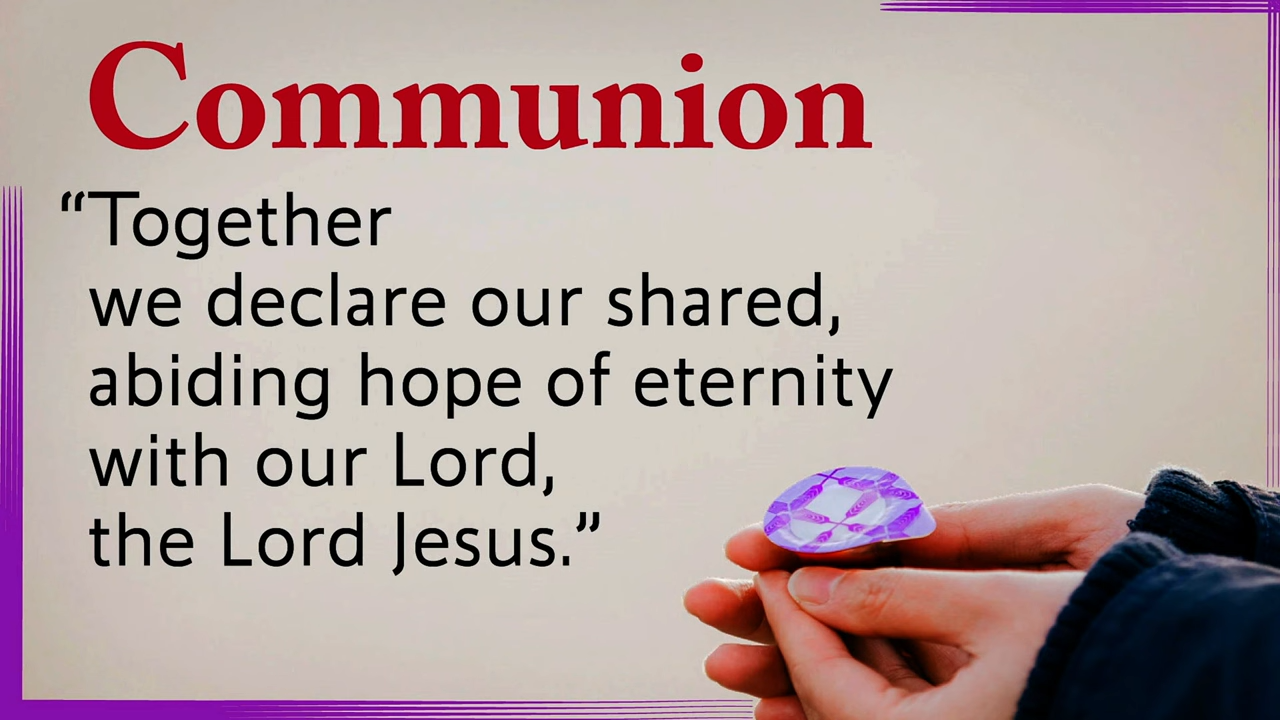 Communion
“Together
we declare our shared,
abiding hope of eternity
with our Lord,
the Lord Jesus.”